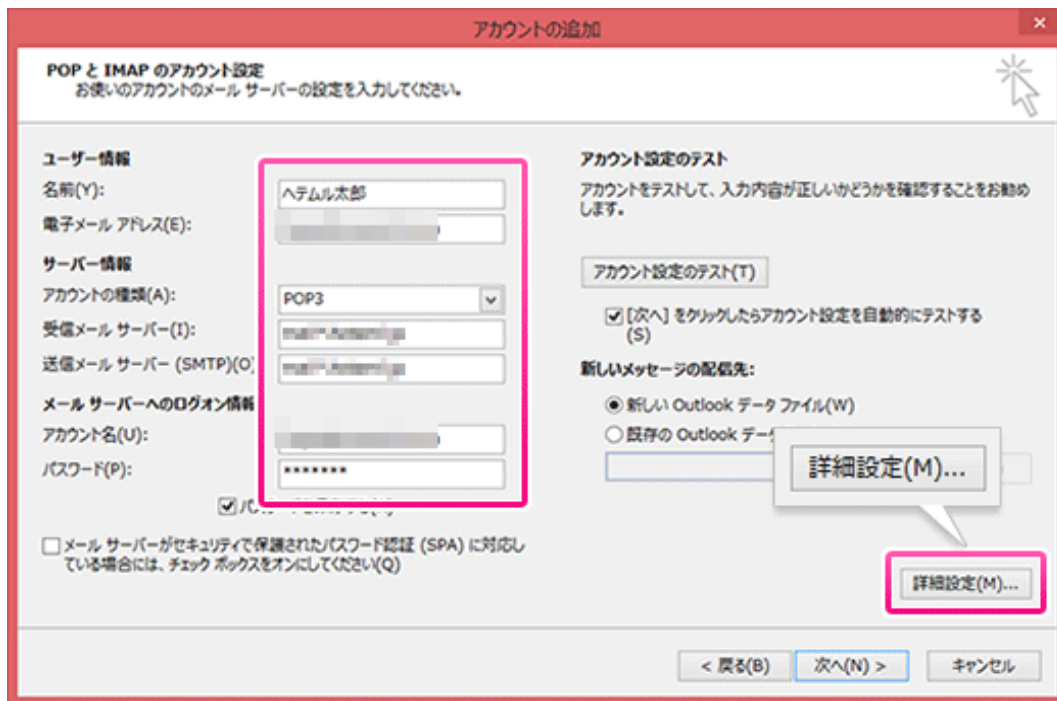 アカウントの追加
POP と IMAP のアカウント設定
お使いのアカウントのメール サーバーの設定を入力してください。
ユーザー情報
名前(Y):
ヘテムル太郎
電子メール アドレス(E):
サーバー情報
アカウントの種類(A):
POP3
受信メール サーバー(I):
送信メール サーバー (SMTP)(O)
メール サーバーへのログオン情報
アカウント名(U):
パスワード(P):
*******
メール サーバーがセキュリティで保護されたパスワード認証 (SPA) に対応し
ている場合には、チェック ボックスをオンにしてください(Q)
アカウント設定のテスト
アカウントをテストして、入力内容が正しいかどうかを確認することをお勧め
します。
アカウント設定のテスト(T)
[次へ] をクリックしたらアカウント設定を自動的にテストする
(S)
新しいメッセージの配信先:
新しい Outlook データ ファイル(W)
既存の Outlook データ
詳細設定(M)...
詳細設定(M)...
< 戻る(B)
次へ(N) >
キャンセル